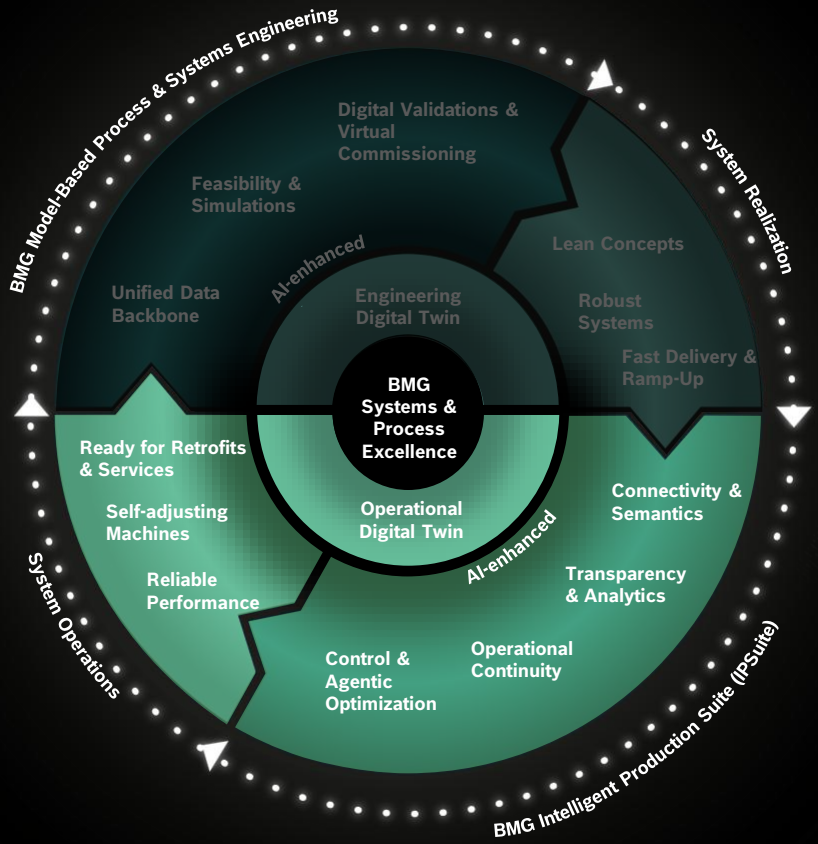 BMG Model-Based Process & Systems Engineering
System Realization
Digital Validations &
Virtual
Commissioning
Feasibility &
Simulations
Unified Data
Backbone
AI-enhanced
Engineering
Digital Twin
Lean Concepts
Robust
Systems
Fast Delivery &
Ramp-Up
BMG
Systems &
Process
Excellence
Operational
Digital Twin
AI-enhanced
Ready for Retrofits
& Services
Self-adjusting
Machines
Reliable
Performance
Connectivity &
Semantics
Transparency
& Analytics
Operational
Continuity
Control &
Agentic
Optimization
System Operations
BMG Intelligent Production Suite (IPSuite)